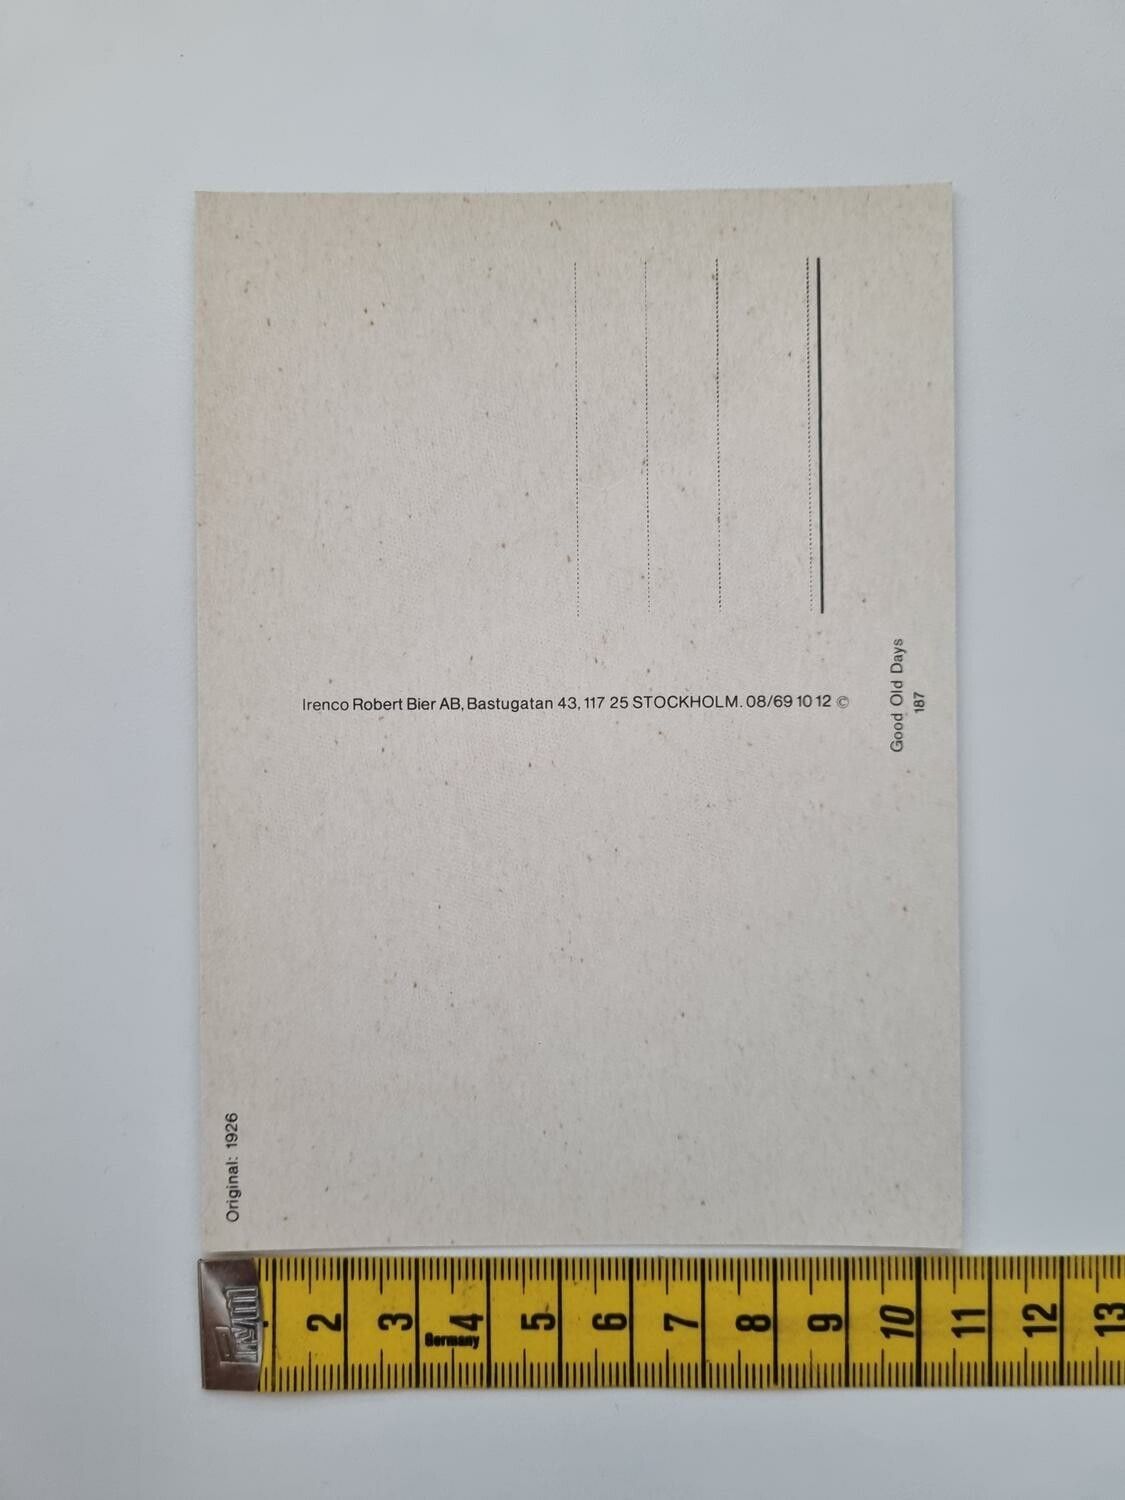 Irenco Robert Bier AB, Bastugatan 43, 117 25 STOCKHOLM. 08/69 10 12 ©
Good Old Days
187
Original: 1926
Prym
2 3 4 5 6 7 8 9 10 11 12 13
Germany